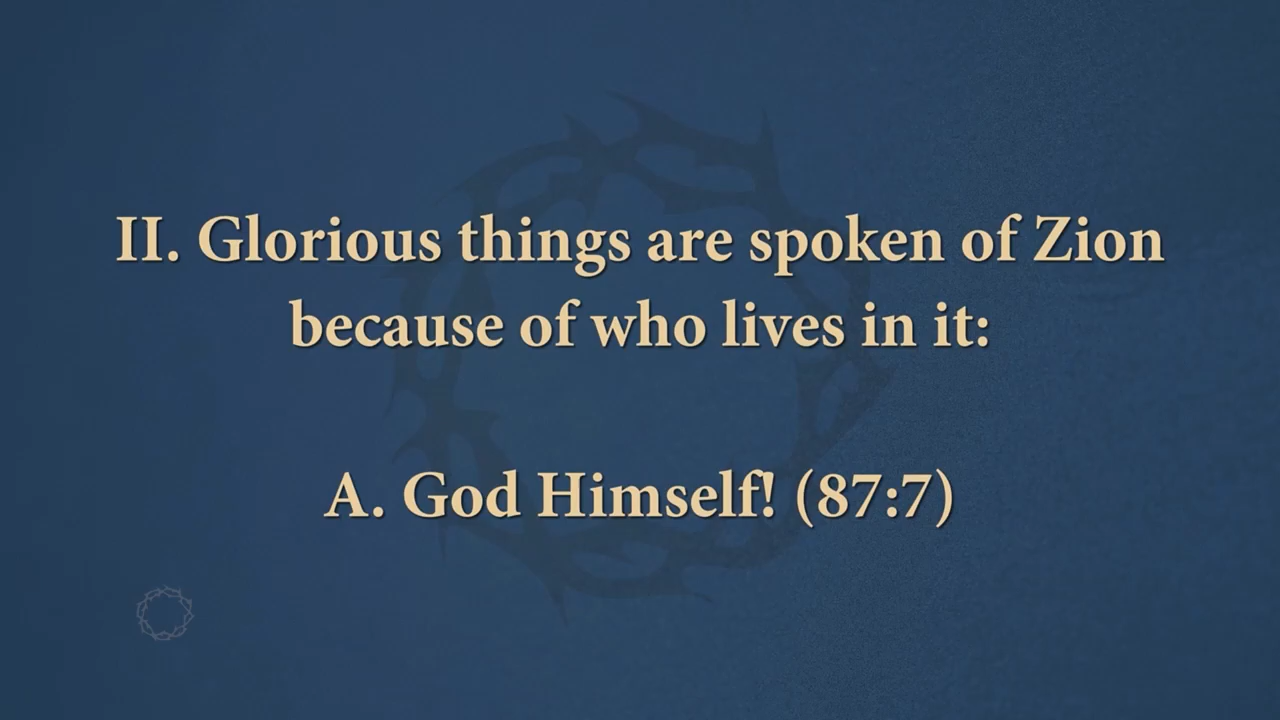 II. Glorious things are spoken of Zion
because of who lives in it:
A. God Himself! (87:7)